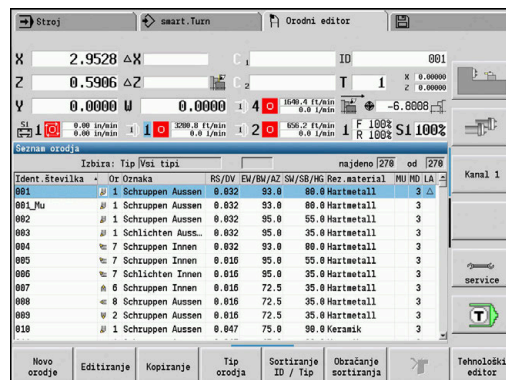 Stroj smart.Turn Orodni editor
X 2.9528 ΔX C 1 ID 001
Z 0.5906 ΔZ C 2 T 1 X 0.00000 Z 0.00000
Y 0.0000 U 0.0000 4 1640.4 ft/min 0.0 1/min -6.8008
S1 1 0.00 in/min 0.00 in/min 1 3280.8 ft/min 0.0 1/min 2 656.2 ft/min 0.0 1/min 1 F 100% R 100% S1 100%
Seznam orodja
Izbira: Tip Vsi tipi najdeno 278 od 278
Ident.številka Or Oznaka RS/DV EW/BW/AZ SW/SB/HG Rez.material MU MD LA
001 1 Schruppen Aussen 0.032 93.0 80.0 Hartmetall 3 Δ
001_Mu 1 Schruppen Aussen 0.032 93.0 80.0 Hartmetall 3
002 1 Schruppen Aussen 0.032 95.0 55.0 Hartmetall 3
003 1 Schlichten Auss... 0.032 93.0 35.0 Hartmetall 3
004 7 Schruppen Innen 0.032 93.0 80.0 Hartmetall 3
005 7 Schruppen Innen 0.016 95.0 55.0 Hartmetall 3
006 7 Schlichten Innen 0.016 95.0 35.0 Hartmetall 3
007 6 Schruppen Innen 0.016 72.5 35.0 Hartmetall 3
008 8 Schruppen Aussen 0.016 72.5 35.0 Hartmetall 3
009 2 Schruppen Aussen 0.016 72.5 35.0 Hartmetall 3
010 1 Schruppen Aussen 0.047 75.0 90.0 Keramik 3
Kanal 1
service
T
Novo orodje
Editiranje
Kopiranje
Tip orodja
Sortiranje ID / Tip
Obračanje sortiranja
Tehnološki editor